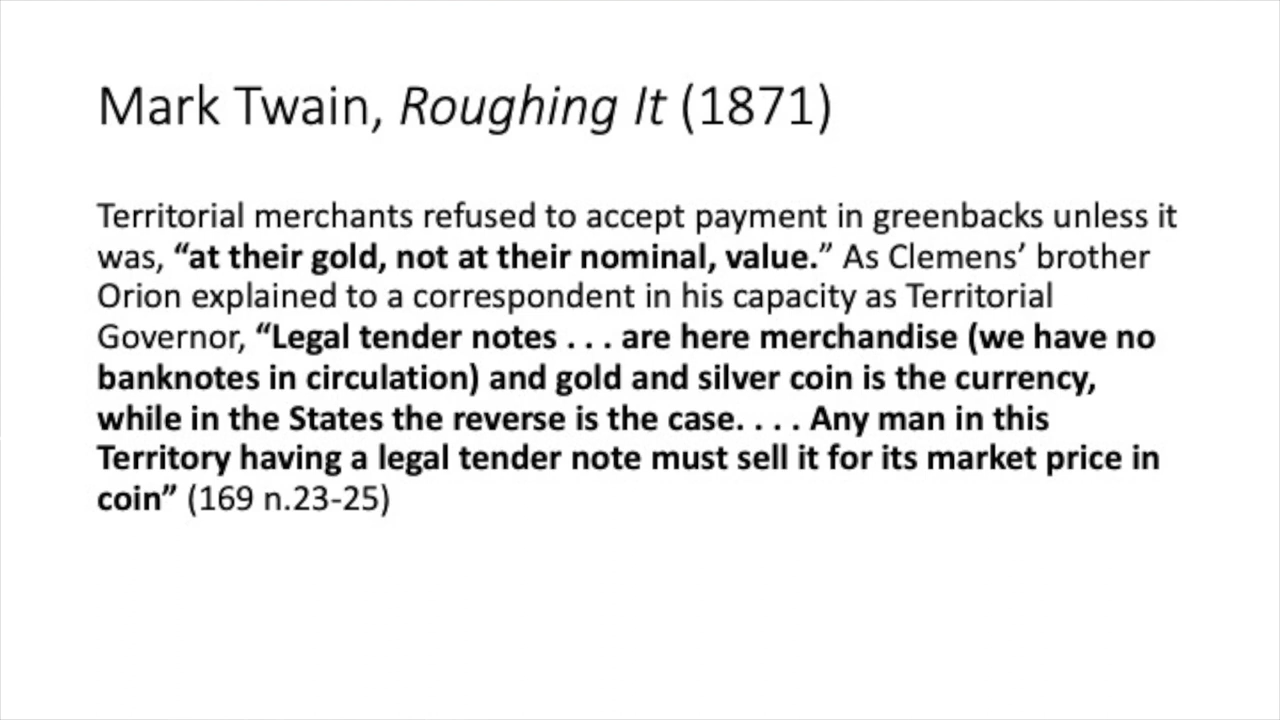 Mark Twain, Roughing It (1871)
Territorial merchants refused to accept payment in greenbacks unless it
was, “at their gold, not at their nominal, value.” As Clemens’ brother
Orion explained to a correspondent in his capacity as Territorial
Governor, “Legal tender notes . . . are here merchandise (we have no
banknotes in circulation) and gold and silver coin is the currency,
while in the States the reverse is the case. . . . Any man in this
Territory having a legal tender note must sell it for its market price in
coin” (169 n.23-25)